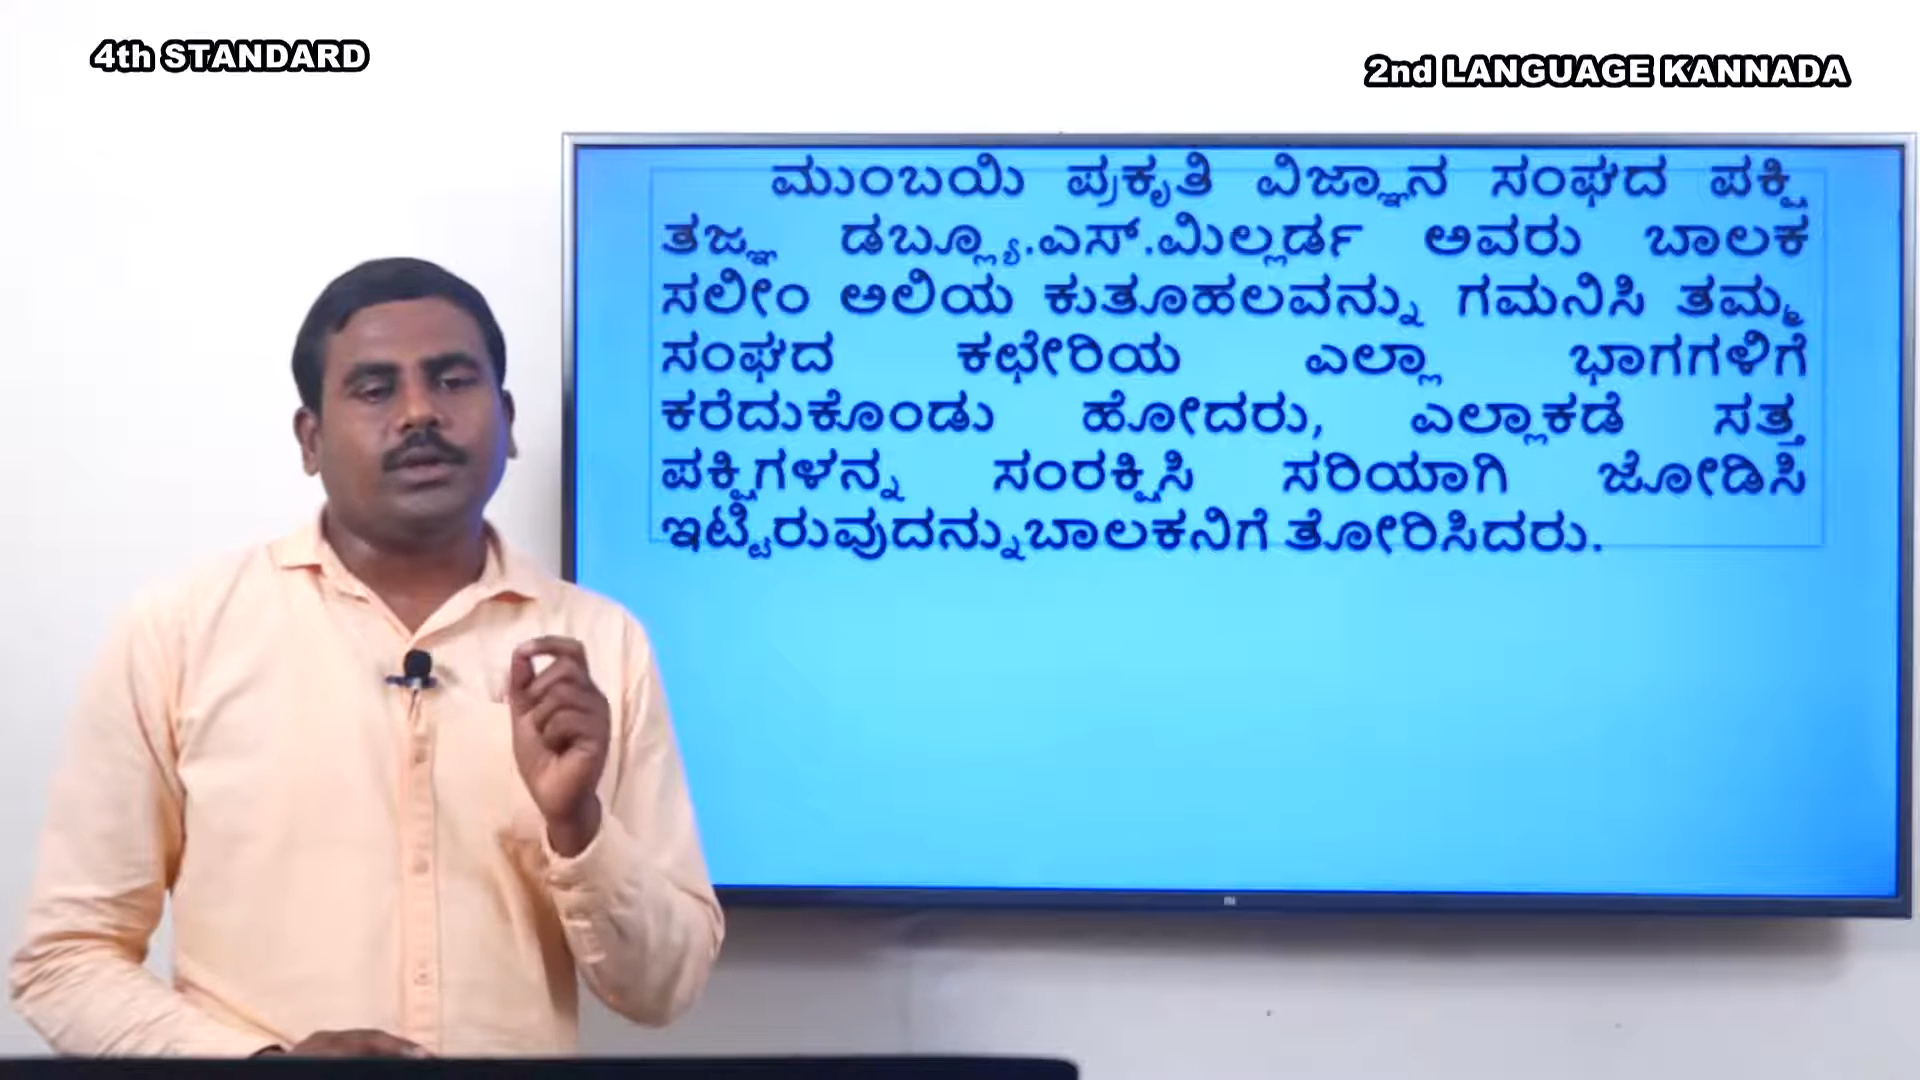 4th STANDARD
2nd LANGUAGE KANNADA
ಮುಂಬಯಿ ಪ್ರಕೃತಿ ವಿಜ್ಞಾನ ಸಂಘದ ಪಕ್ಷಿ
ತಜ್ಞ ಡಬ್ಲ್ಯೂ.ಎಸ್.ಮಿಲ್ಲರ್ಡ್ ಅವರು ಬಾಲಕ
ಸಲೀಂ ಅಲಿಯ ಕುತೂಹಲವನ್ನು ಗಮನಿಸಿ ತಮ್ಮ
ಸಂಘದ ಕಛೇರಿಯ ಎಲ್ಲಾ ಭಾಗಗಳಿಗೆ
ಕರೆದುಕೊಂಡು ಹೋದರು, ಎಲ್ಲಾಕಡೆ ಸತ್ತ
ಪಕ್ಷಿಗಳನ್ನ ಸಂರಕ್ಷಿಸಿ ಸರಿಯಾಗಿ ಜೋಡಿಸಿ
ಇಟ್ಟಿರುವುದನ್ನುಬಾಲಕನಿಗೆ ತೋರಿಸಿದರು.